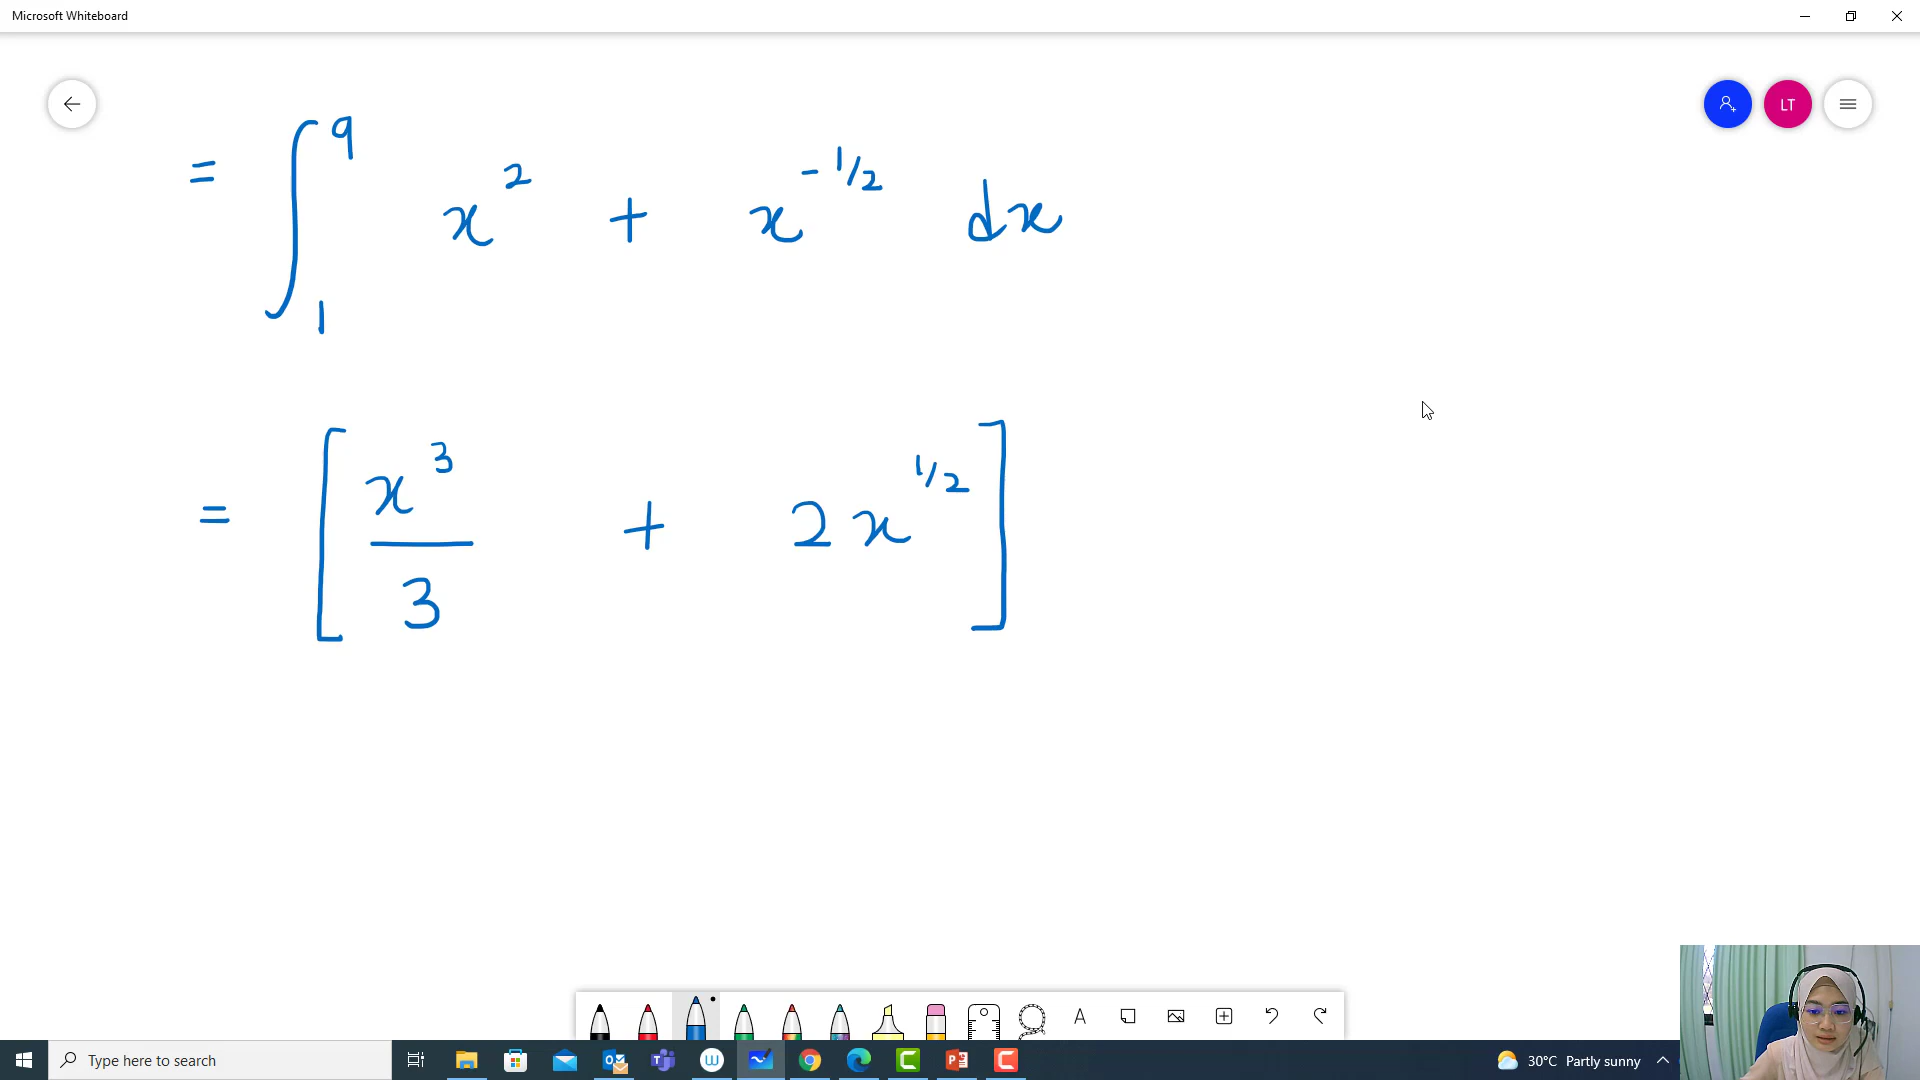 Microsoft Whiteboard
LT
= ∫₁⁹ x² + x^(-1/2) dx
= [x³/3 + 2x^(1/2)]
A
Type here to search
30°C Partly sunny